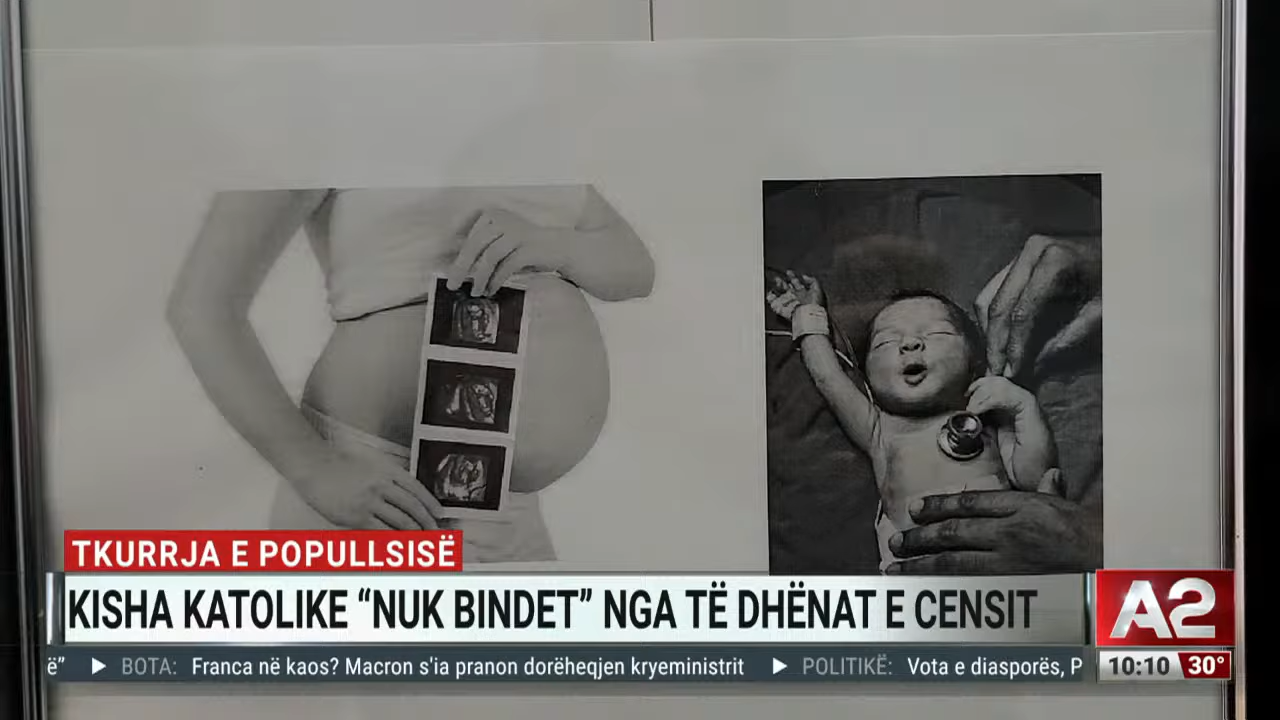 TKURRJA E POPULLSISË
KISHA KATOLIKE “NUK BINDET” NGA TË DHËNAT E CENSIT
A2
ë” ▶ BOTA: Franca në kaos? Macron s'ia pranon dorëheqjen kryeministrit ▶ POLITIKË: Vota e diasporës, P
10:10 30°